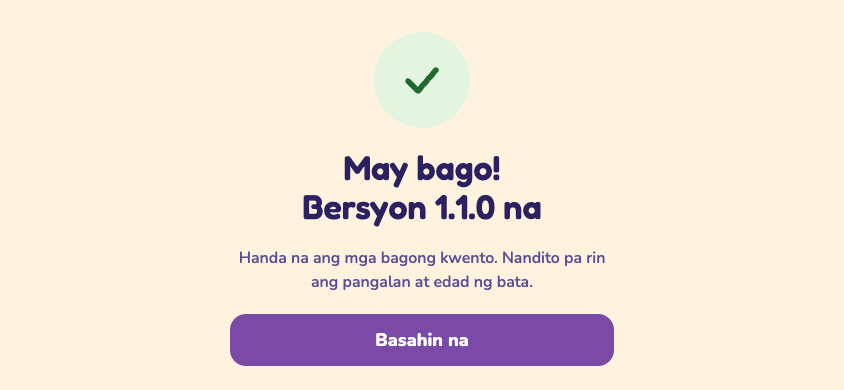 May bago!
Bersyon 1.1.0 na
Handa na ang mga bagong kwento. Nandito pa rin
ang pangalan at edad ng bata.
Basahin na